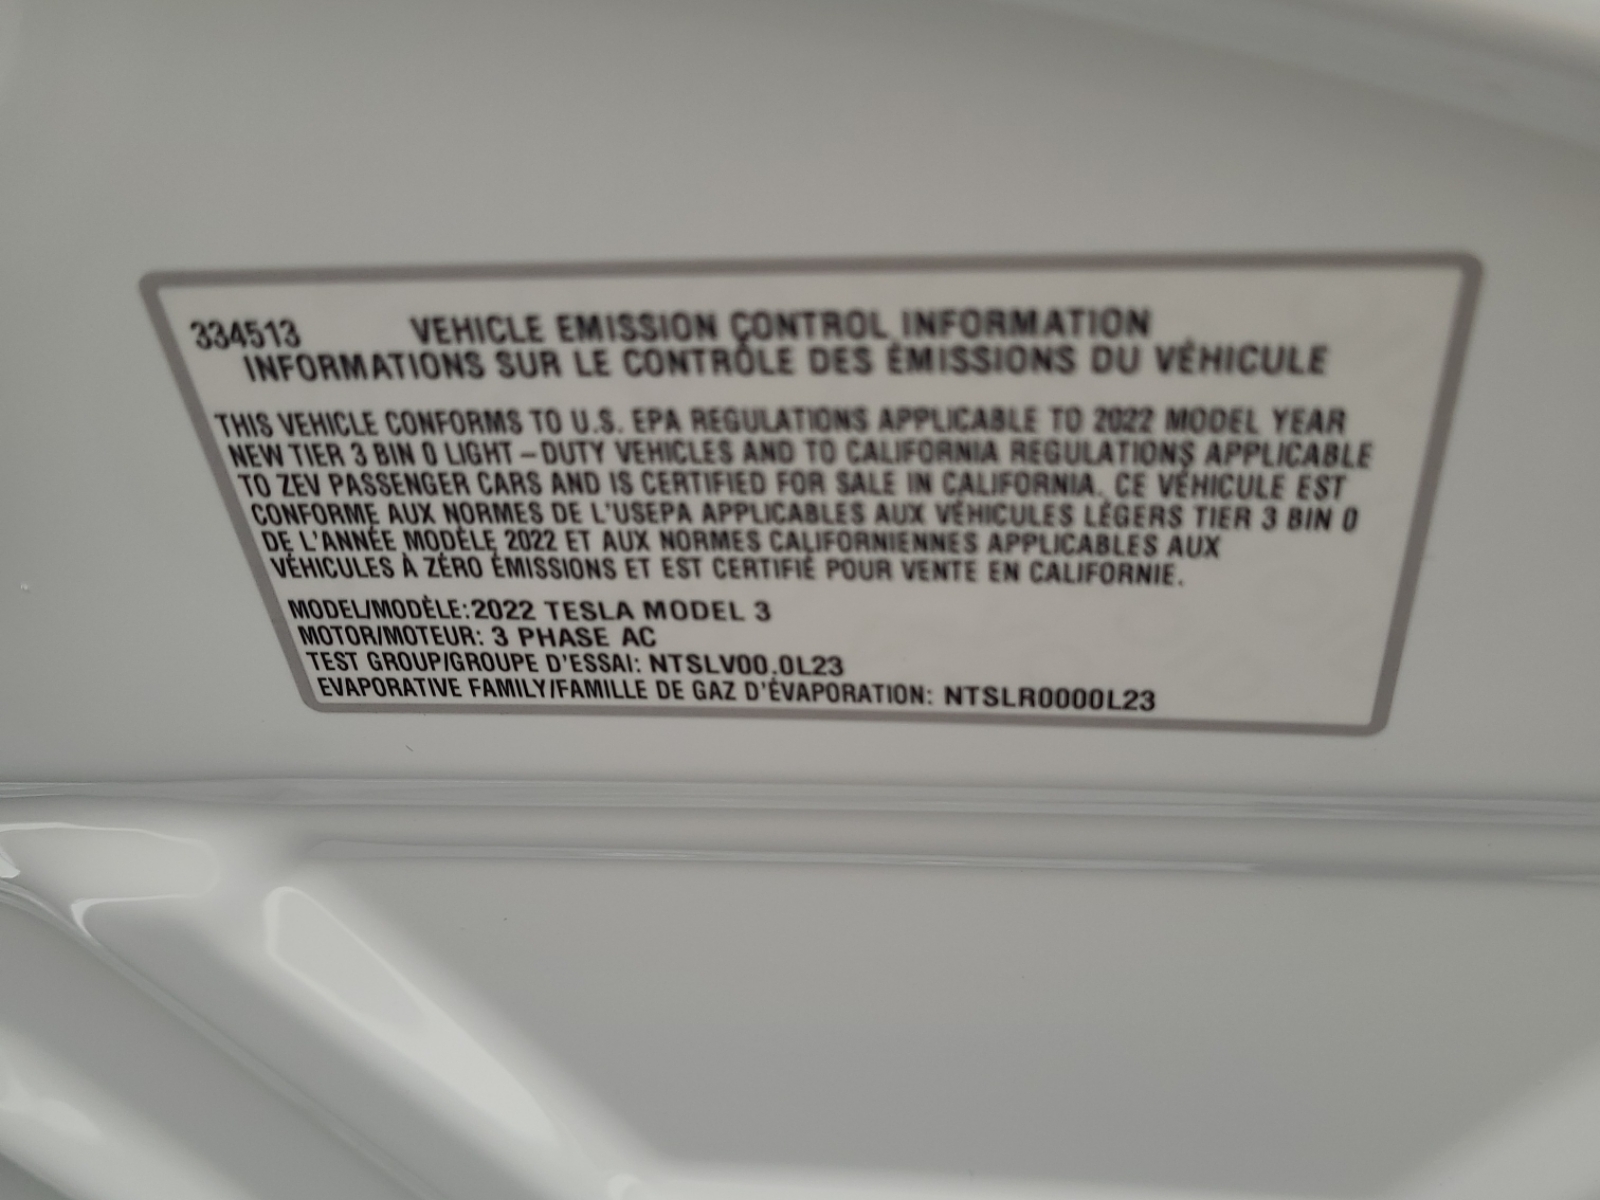 334513 VEHICLE EMISSION CONTROL INFORMATION
INFORMATIONS SUR LE CONTRÔLE DES ÉMISSIONS DU VÉHICULE
THIS VEHICLE CONFORMS TO U.S. EPA REGULATIONS APPLICABLE TO 2022 MODEL YEAR
NEW TIER 3 BIN 0 LIGHT – DUTY VEHICLES AND TO CALIFORNIA REGULATIONS APPLICABLE
TO ZEV PASSENGER CARS AND IS CERTIFIED FOR SALE IN CALIFORNIA. CE VÉHICULE EST
CONFORME AUX NORMES DE L'USEPA APPLICABLES AUX VÉHICULES LÉGERS TIER 3 BIN 0
DE L'ANNÉE MODÈLE 2022 ET AUX NORMES CALIFORNIENNES APPLICABLES AUX
VÉHICULES À ZÉRO ÉMISSIONS ET EST CERTIFIÉ POUR VENTE EN CALIFORNIE.
MODEL/MODÈLE: 2022 TESLA MODEL 3
MOTOR/MOTEUR: 3 PHASE AC
TEST GROUP/GROUPE D'ESSAI: NTSLV00.0L23
EVAPORATIVE FAMILY/FAMILLE DE GAZ D'ÉVAPORATION: NTSLR0000L23